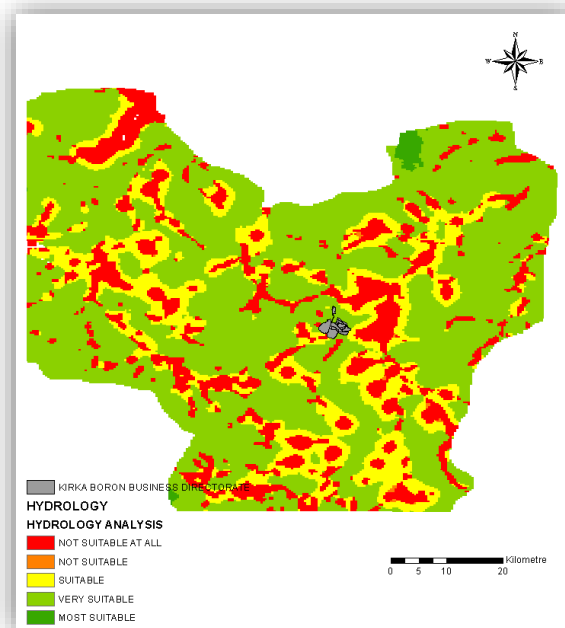 N
W E
S
KIRKA BORON BUSINESS DIRECTORATE
HYDROLOGY
HYDROLOGY ANALYSIS
NOT SUITABLE AT ALL
NOT SUITABLE
SUITABLE
VERY SUITABLE
MOST SUITABLE
Kilometre
0 5 10 20